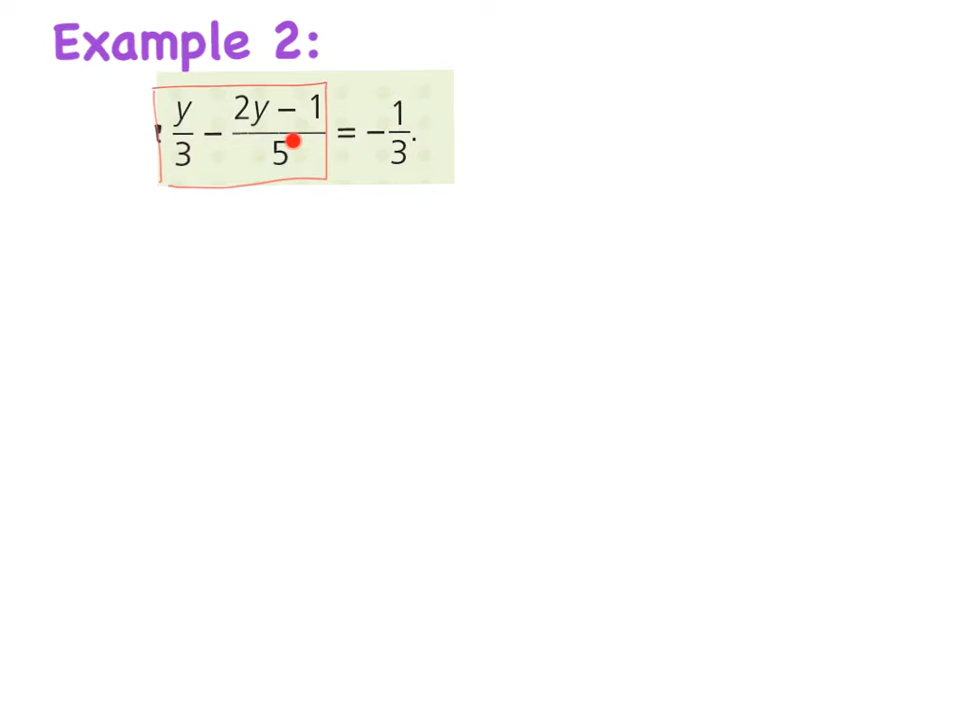 Example 2:
y/3 − (2y − 1)/5 = −1/3.